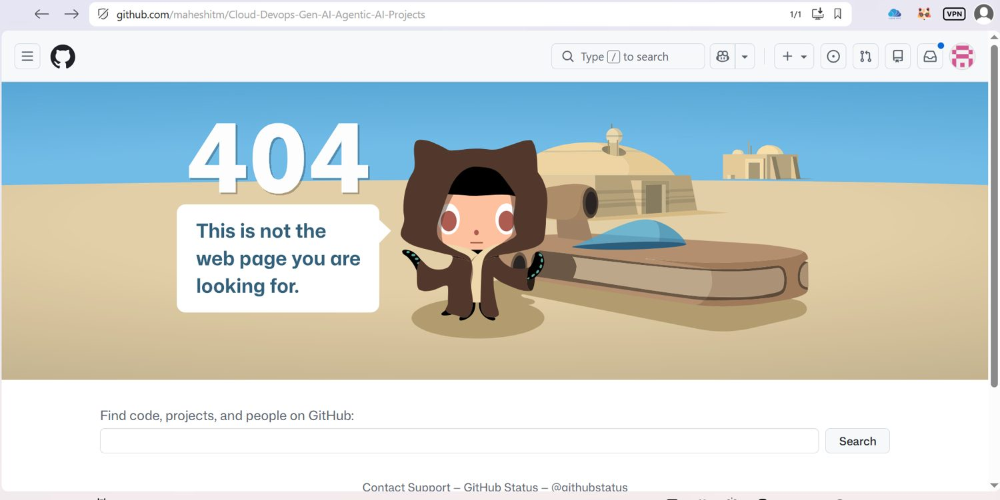 github.com/maheshitm/Cloud-Devops-Gen-AI-Agentic-AI-Projects
1/1
VPN
Type / to search
404
This is not the
web page you are
looking for.
Find code, projects, and people on GitHub:
Search
Contact Support – GitHub Status – @githubstatus